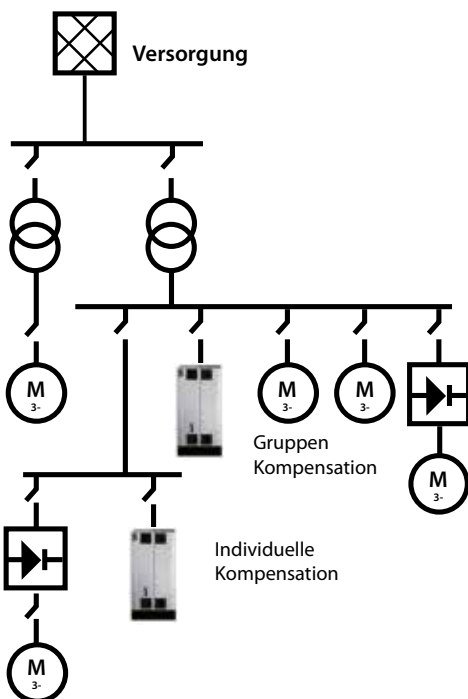 Versorgung
M
3-
M
3-
M
3-
Gruppen
Kompensation
M
3-
Individuelle
Kompensation
M
3-